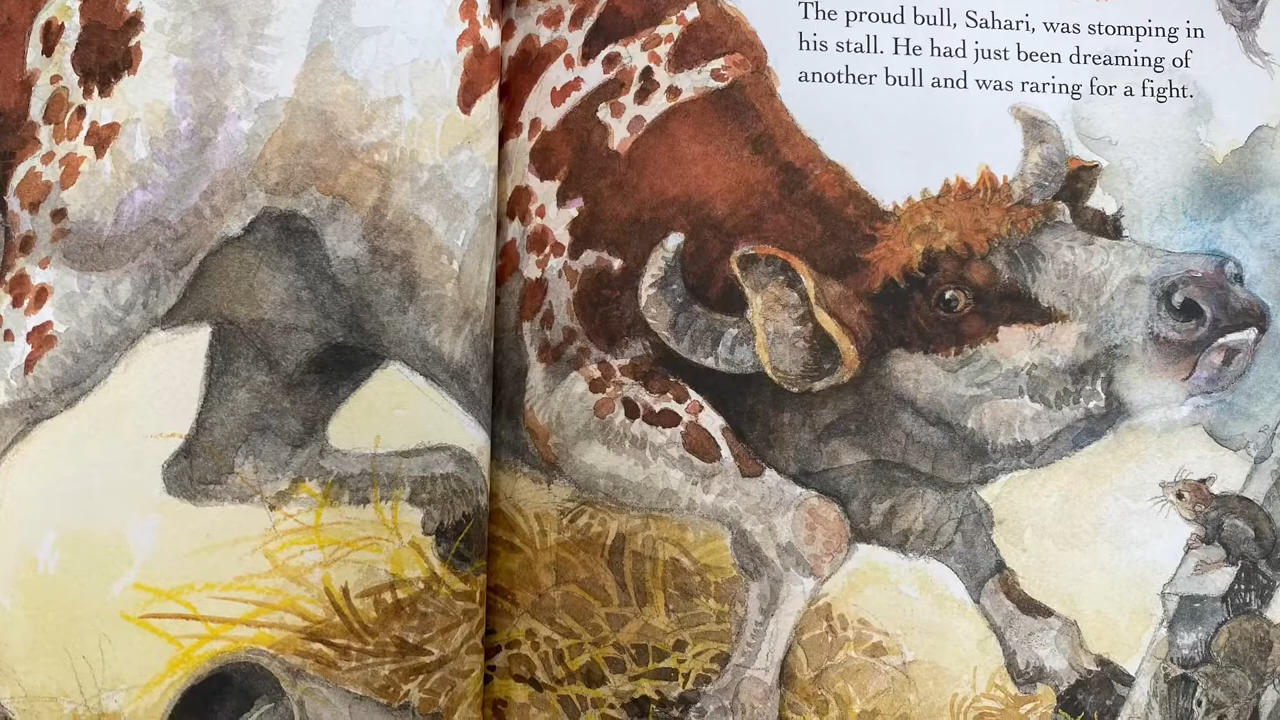 The proud bull, Sahari, was stomping in
his stall. He had just been dreaming of
another bull and was raring for a fight.